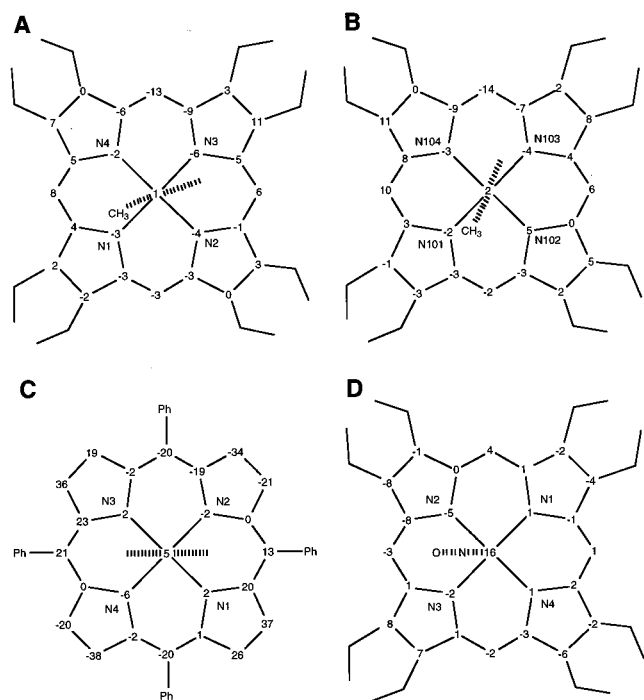 A
0 -13 3
-6 -9
7 N4 N3 11
5 -2 -6 5
8 1 6
CH3
4 -3 -4 -1
N1 N2
2 -3 -3 3
-2 -3 0
B
0 -14 2
-9 -7
11 N104 N103 8
8 -3 -4 4
10 2 6
CH3
3 -2 5 0
N101 N102
-1 -3 -3 5
-3 -2 2
C
Ph
19 -20 -34
-2 -19
36 N3 N2 -21
23 2 -2 0
Ph 21 5 13 Ph
0 -6 2 20
N4 N1
-20 -2 1 37
-38 -20 26
Ph
D
-1 4 -2
0 1
-8 N2 N1 -4
-8 -5 1 -1
-3 O N 16 1
1 -2 1 2
N3 N4
8 1 -3 -2
7 -2 -6